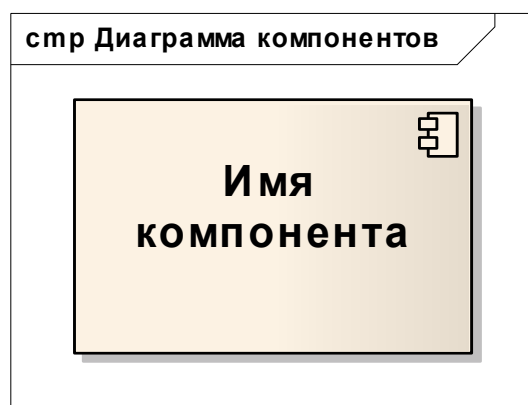 cmp Диаграмма компонентов
Имя
компонента